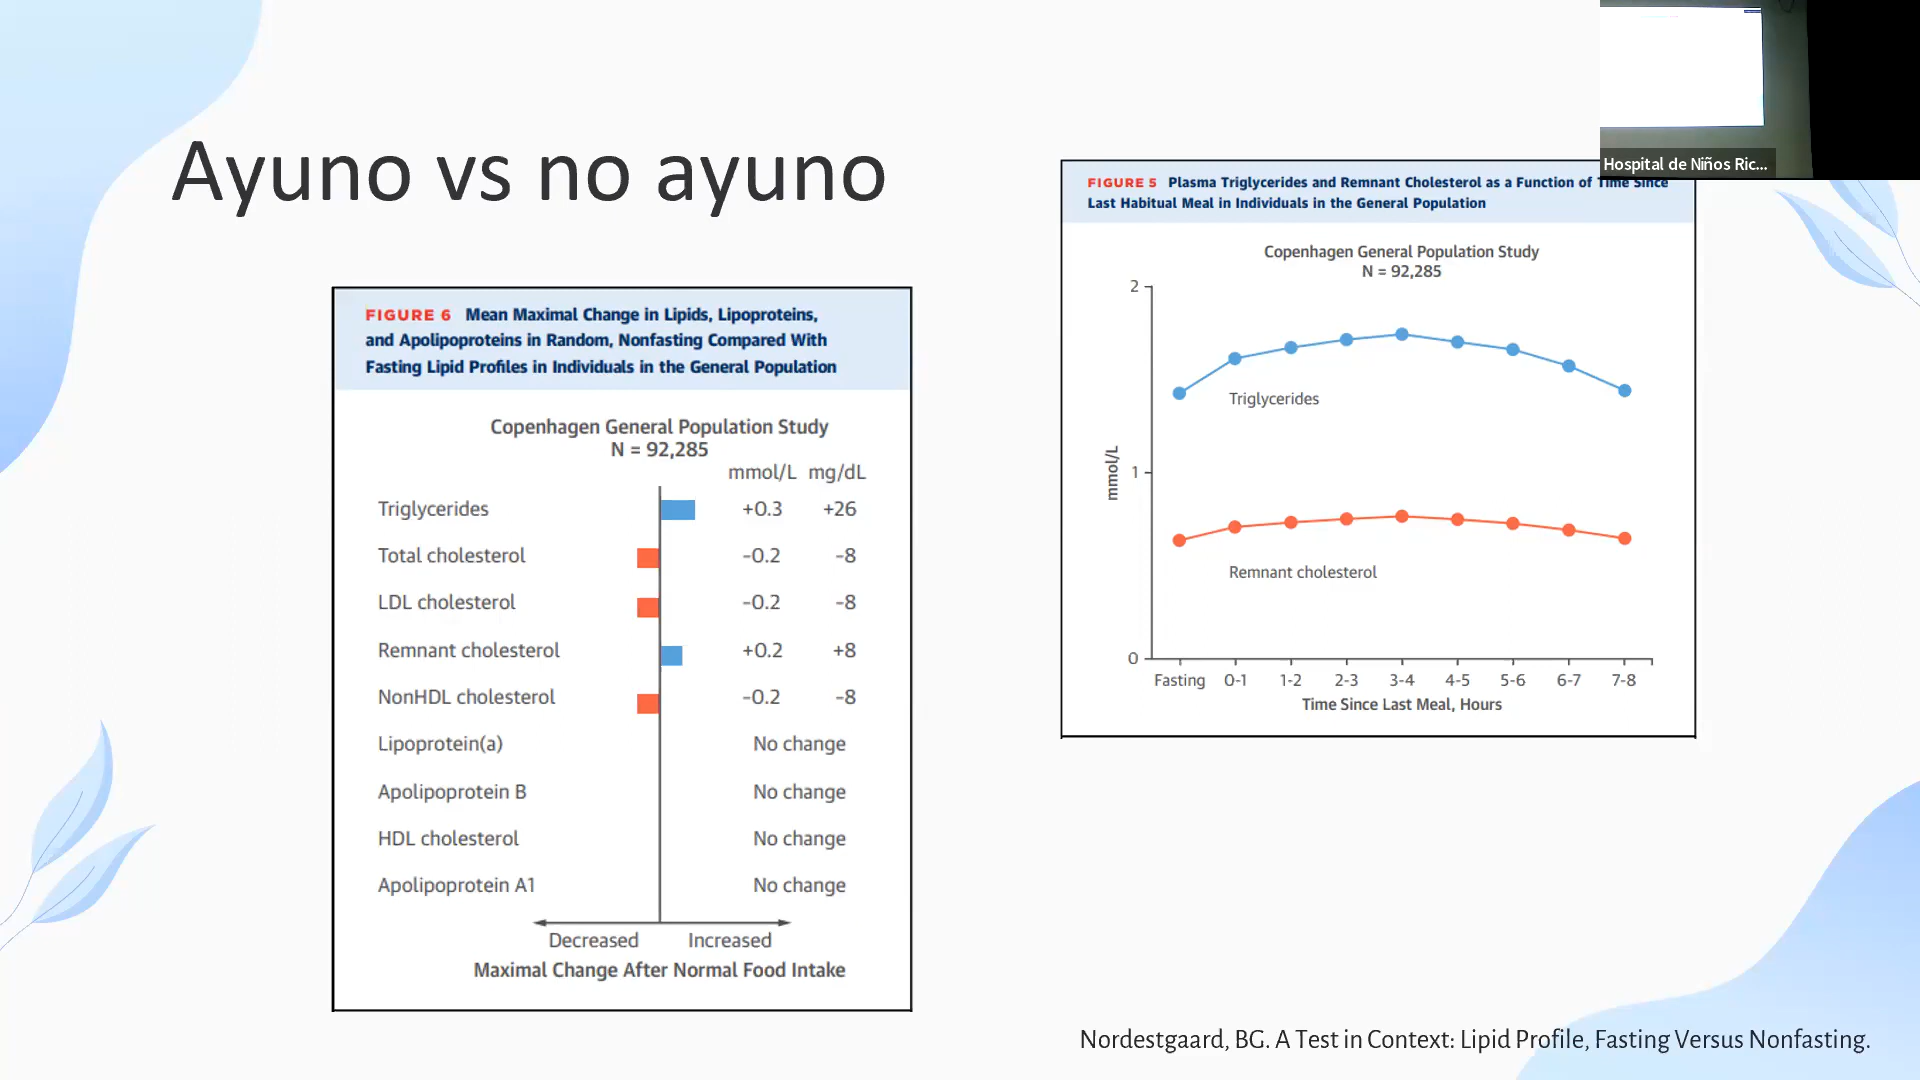 Ayuno vs no ayuno
FIGURE 6 Mean Maximal Change in Lipids, Lipoproteins,
and Apolipoproteins in Random, Nonfasting Compared With
Fasting Lipid Profiles in Individuals in the General Population
Copenhagen General Population Study
N = 92,285
mmol/L mg/dL
Triglycerides +0.3 +26
Total cholesterol -0.2 -8
LDL cholesterol -0.2 -8
Remnant cholesterol +0.2 +8
NonHDL cholesterol -0.2 -8
Lipoprotein(a) No change
Apolipoprotein B No change
HDL cholesterol No change
Apolipoprotein A1 No change
Decreased Increased
Maximal Change After Normal Food Intake
Hospital de Niños Ric...
FIGURE 5 Plasma Triglycerides and Remnant Cholesterol as a Function of Time Since
Last Habitual Meal in Individuals in the General Population
Copenhagen General Population Study
N = 92,285
2
Triglycerides
mmol/L
1
Remnant cholesterol
0
Fasting 0-1 1-2 2-3 3-4 4-5 5-6 6-7 7-8
Time Since Last Meal, Hours
Nordestgaard, BG. A Test in Context: Lipid Profile, Fasting Versus Nonfasting.